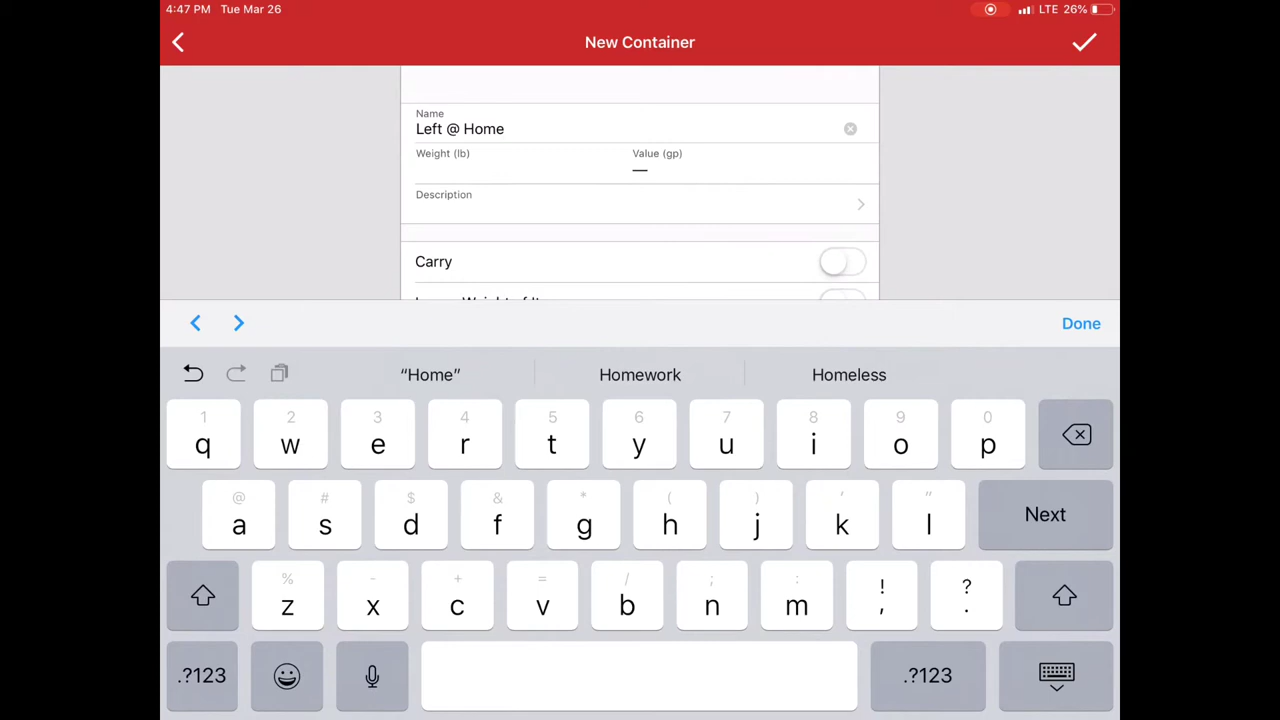 4:47 PM Tue Mar 26 LTE 26%
New Container
Name
Left @ Home
Weight (lb) Value (gp)
—
Description
Carry
Done
“Home” Homework Homeless
1 2 3 4 5 6 7 8 9 0
q w e r t y u i o p
@ # $ & * ( ) ' "
a s d f g h j k l Next
% - + = / ; : ! ?
z x c v b n m , .
.?123 .?123